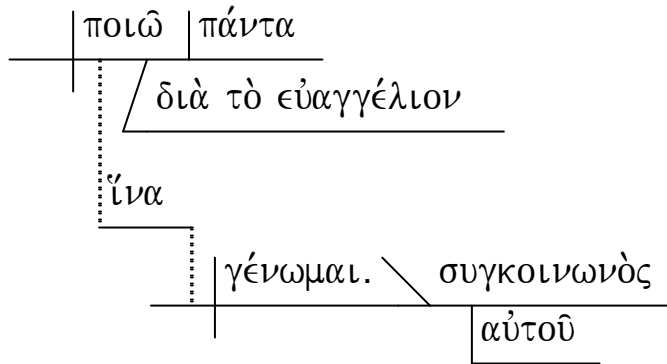 ποιῶ πάντα
διὰ τὸ εὐαγγέλιον
ἵνα
γένωμαι. συγκοινωνὸς
αὐτοῦ